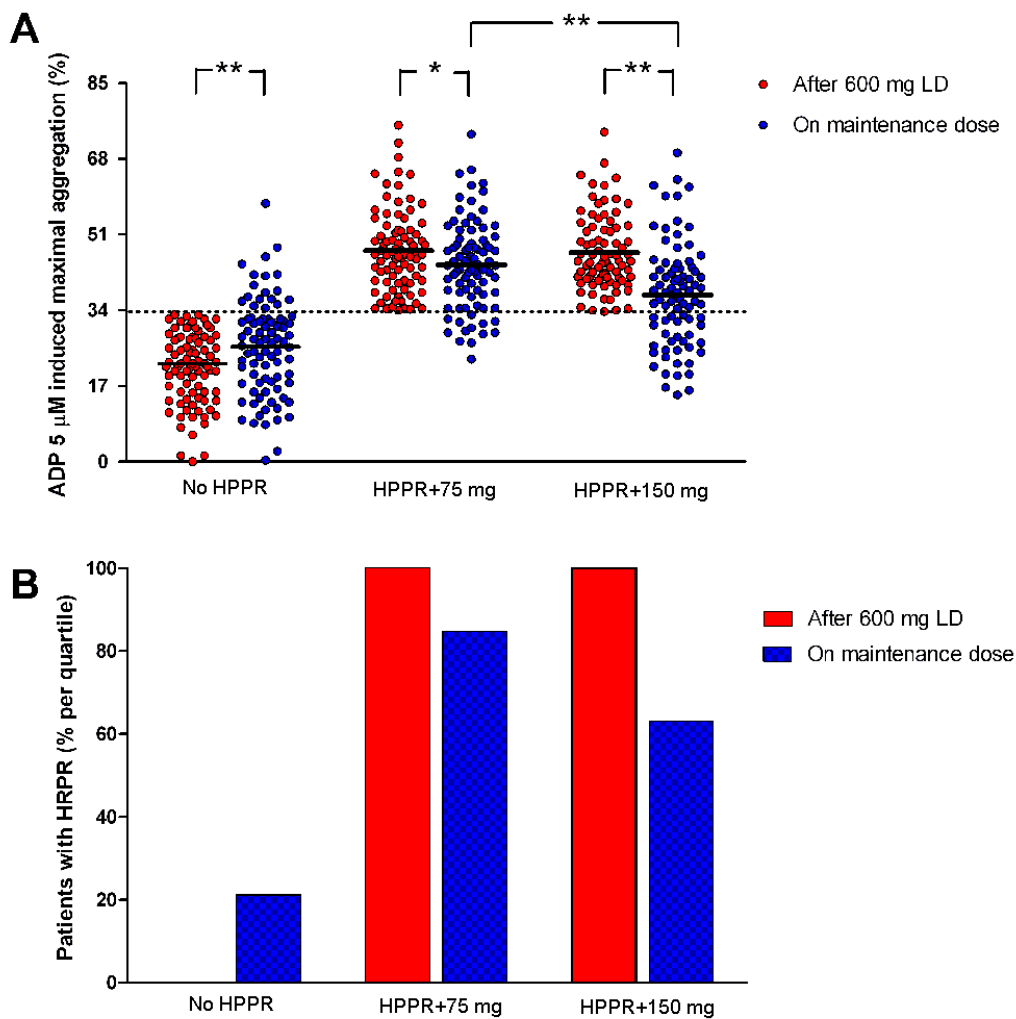 A
ADP 5 µM induced maximal aggregation (%)
85
68
51
34
17
0
**
*
**
**
After 600 mg LD
On maintenance dose
No HPPR
HPPR+75 mg
HPPR+150 mg
B
Patients with HRPR (% per quartile)
100
80
60
40
20
0
After 600 mg LD
On maintenance dose
No HPPR
HPPR+75 mg
HPPR+150 mg